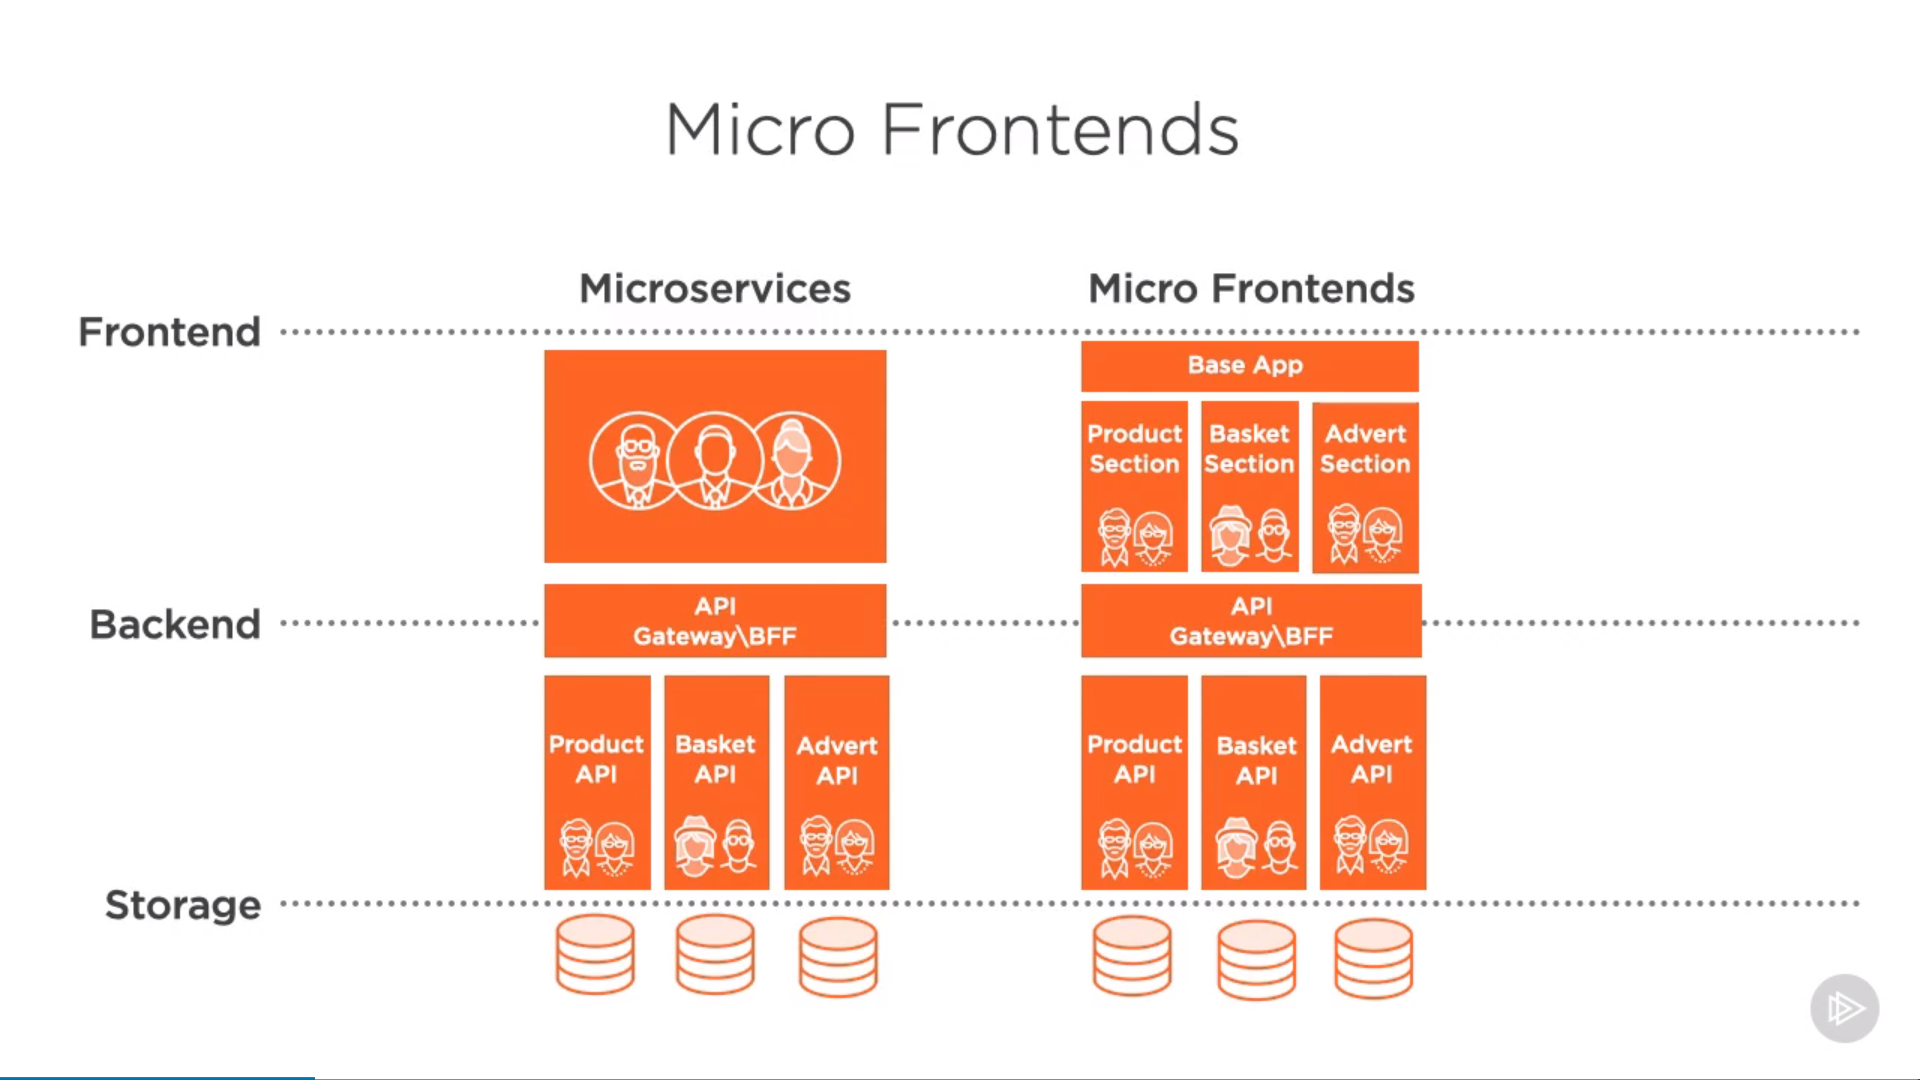 Micro Frontends
Microservices
Micro Frontends
Frontend
Base App
Product
Section
Basket
Section
Advert
Section
Backend
API
Gateway\BFF
API
Gateway\BFF
Product
API
Basket
API
Advert
API
Product
API
Basket
API
Advert
API
Storage